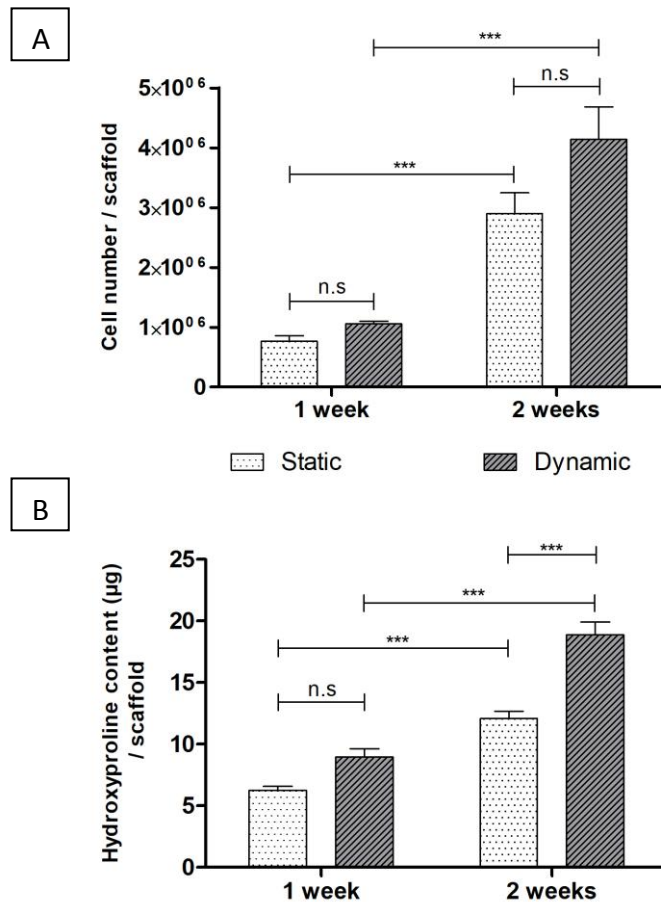 A
***
n.s
***
n.s
5×10⁰⁶
4×10⁰⁶
3×10⁰⁶
2×10⁰⁶
1×10⁰⁶
0
Cell number / scaffold
1 week 2 weeks
Static Dynamic
B
***
***
***
n.s
25
20
15
10
5
0
Hydroxyproline content (µg)
/ scaffold
1 week 2 weeks